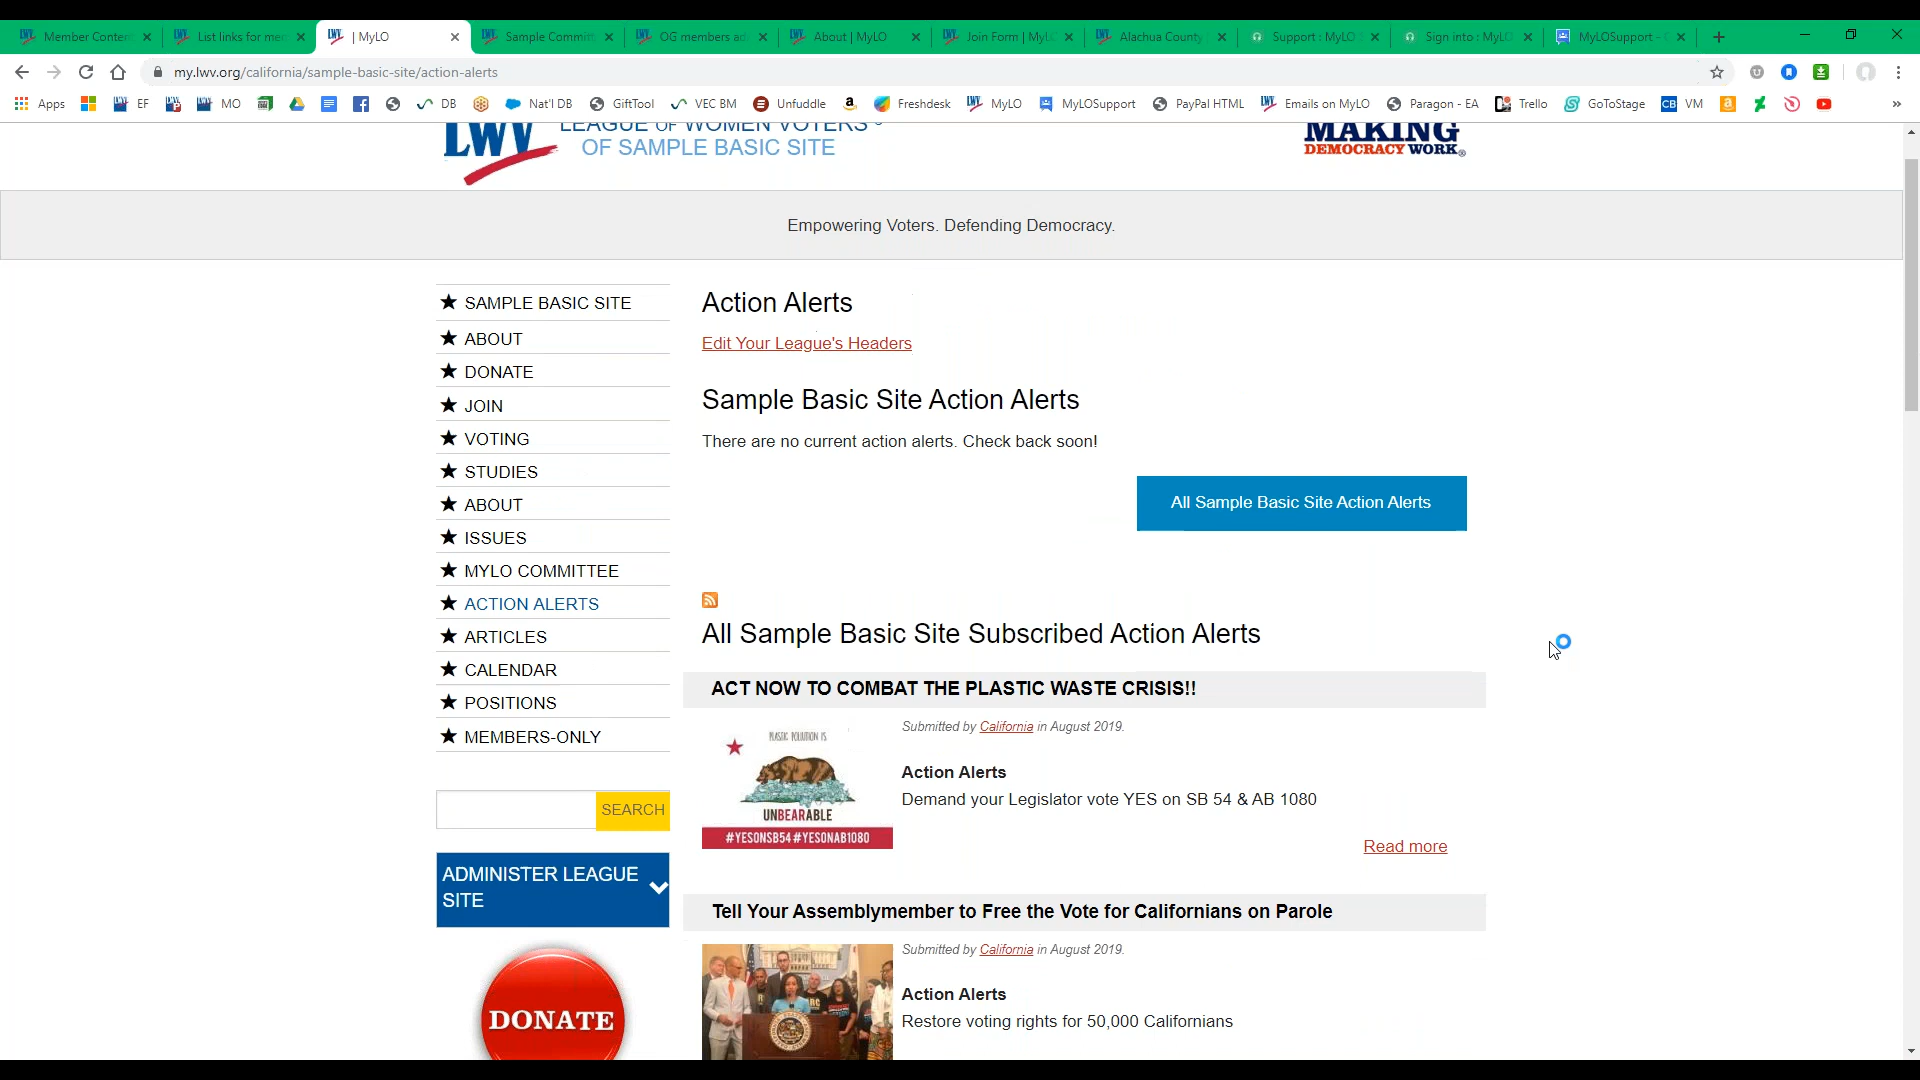 Member Conten
List links for me
| MyLO
Sample Committ
OG members ad
About | MyLO
Join Form | MyL
Alachua County
Support : MyLO S
Sign into : MyLO
MyLOSupport -
my.lwv.org/california/sample-basic-site/action-alerts
Apps
EF
MO
DB
Nat'l DB
GiftTool
VEC BM
Unfuddle
Freshdesk
MyLO
MyLOSupport
PayPal HTML
Emails on MyLO
Paragon - EA
Trello
GoToStage
CB VM
LWV
LEAGUE OF WOMEN VOTERS®
OF SAMPLE BASIC SITE
MAKING
DEMOCRACY WORK®
Empowering Voters. Defending Democracy.
★ SAMPLE BASIC SITE
★ ABOUT
★ DONATE
★ JOIN
★ VOTING
★ STUDIES
★ ABOUT
★ ISSUES
★ MYLO COMMITTEE
★ ACTION ALERTS
★ ARTICLES
★ CALENDAR
★ POSITIONS
★ MEMBERS-ONLY
SEARCH
ADMINISTER LEAGUE
SITE
DONATE
Action Alerts
Edit Your League's Headers
Sample Basic Site Action Alerts
There are no current action alerts. Check back soon!
All Sample Basic Site Action Alerts
All Sample Basic Site Subscribed Action Alerts
ACT NOW TO COMBAT THE PLASTIC WASTE CRISIS!!
PLASTIC POLLUTION IS
UNBEARABLE
#YESONSB54 #YESONAB1080
Submitted by California in August 2019.
Action Alerts
Demand your Legislator vote YES on SB 54 & AB 1080
Read more
Tell Your Assemblymember to Free the Vote for Californians on Parole
Submitted by California in August 2019.
Action Alerts
Restore voting rights for 50,000 Californians